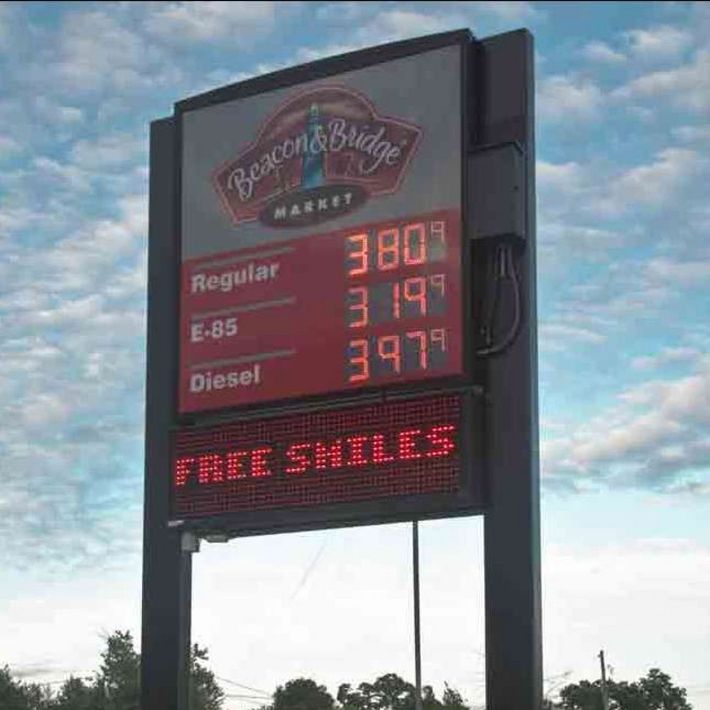 Beacon & Bridge
MARKET
Regular 3809
E-85 3199
Diesel 3979
FREE SMILES